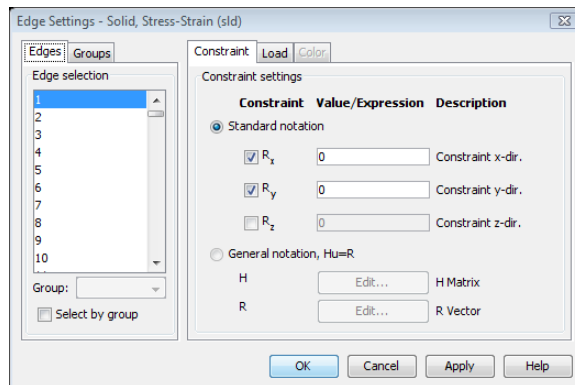 Edge Settings - Solid, Stress-Strain (sld)
Edges Groups
Edge selection
1
2
3
4
5
6
7
8
9
10
Group:
Select by group
Constraint Load Color
Constraint settings
Constraint Value/Expression Description
Standard notation
Rx 0 Constraint x-dir.
Ry 0 Constraint y-dir.
Rz 0 Constraint z-dir.
General notation, Hu=R
H Edit... H Matrix
R Edit... R Vector
OK Cancel Apply Help